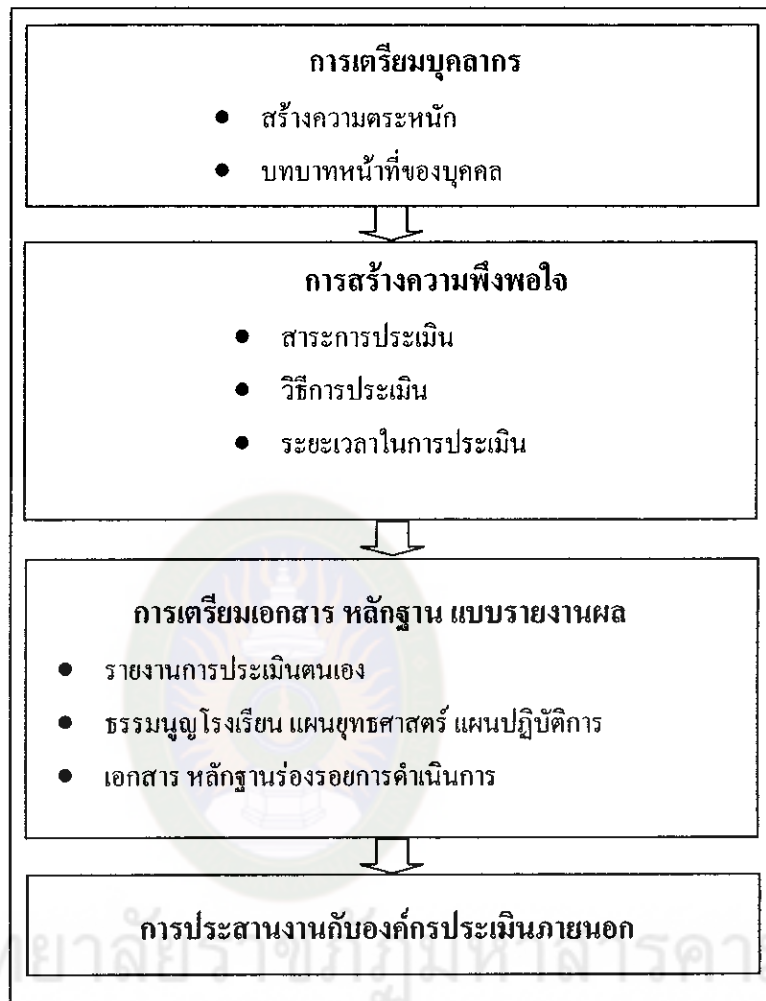 การเตรียมบุคลากร
● สร้างความตระหนัก
● บทบาทหน้าที่ของบุคคล
การสร้างความพึงพอใจ
● สาระการประเมิน
● วิธีการประเมิน
● ระยะเวลาในการประเมิน
การเตรียมเอกสาร หลักฐาน แบบรายงานผล
● รายงานการประเมินตนเอง
● ธรรมนูญโรงเรียน แผนยุทธศาสตร์ แผนปฏิบัติการ
● เอกสาร หลักฐานร่องรอยการดำเนินการ
การประสานงานกับองค์กรประเมินภายนอก